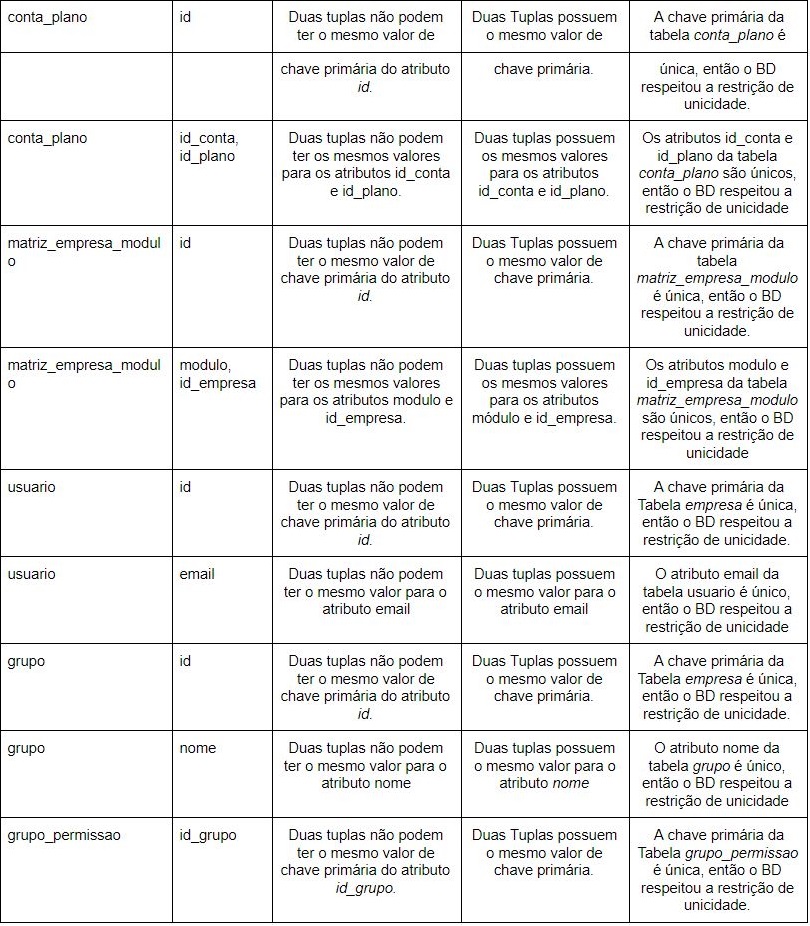 conta_plano
id
Duas tuplas não podem
ter o mesmo valor de
Duas Tuplas possuem
o mesmo valor de
A chave primária da
tabela conta_plano é
chave primária do atributo
id.
chave primária.
única, então o BD
respeitou a restrição de
unicidade.
conta_plano
id_conta,
id_plano
Duas tuplas não podem
ter os mesmos valores
para os atributos id_conta
e id_plano.
Duas tuplas possuem
os mesmos valores
para os atributos
id_conta e id_plano.
Os atributos id_conta e
id_plano da tabela
conta_plano são únicos,
então o BD respeitou a
restrição de unicidade
matriz_empresa_modul
o
id
Duas tuplas não podem
ter o mesmo valor de
chave primária do atributo
id.
Duas Tuplas possuem
o mesmo valor de
chave primária.
A chave primária da
tabela
matriz_empresa_modulo
é única, então o BD
respeitou a restrição de
unicidade.
matriz_empresa_modul
o
modulo,
id_empresa
Duas tuplas não podem
ter os mesmos valores
para os atributos modulo e
id_empresa.
Duas tuplas possuem
os mesmos valores
para os atributos
módulo e id_empresa.
Os atributos modulo e
id_empresa da tabela
matriz_empresa_modulo
são únicos, então o BD
respeitou a restrição de
unicidade
usuario
id
Duas tuplas não podem
ter o mesmo valor de
chave primária do atributo
id.
Duas Tuplas possuem
o mesmo valor de
chave primária.
A chave primária da
Tabela empresa é única,
então o BD respeitou a
restrição de unicidade.
usuario
email
Duas tuplas não podem
ter o mesmo valor para o
atributo email
Duas tuplas possuem
o mesmo valor para o
atributo email
O atributo email da
tabela usuario é único,
então o BD respeitou a
restrição de unicidade
grupo
id
Duas tuplas não podem
ter o mesmo valor de
chave primária do atributo
id.
Duas Tuplas possuem
o mesmo valor de
chave primária.
A chave primária da
Tabela empresa é única,
então o BD respeitou a
restrição de unicidade.
grupo
nome
Duas tuplas não podem
ter o mesmo valor para o
atributo nome
Duas tuplas possuem
o mesmo valor para o
atributo nome
O atributo nome da
tabela grupo é único,
então o BD respeitou a
restrição de unicidade
grupo_permissao
id_grupo
Duas tuplas não podem
ter o mesmo valor de
chave primária do atributo
id_grupo.
Duas Tuplas possuem
o mesmo valor de
chave primária.
A chave primária da
Tabela grupo_permissao
é única, então o BD
respeitou a restrição de
unicidade.